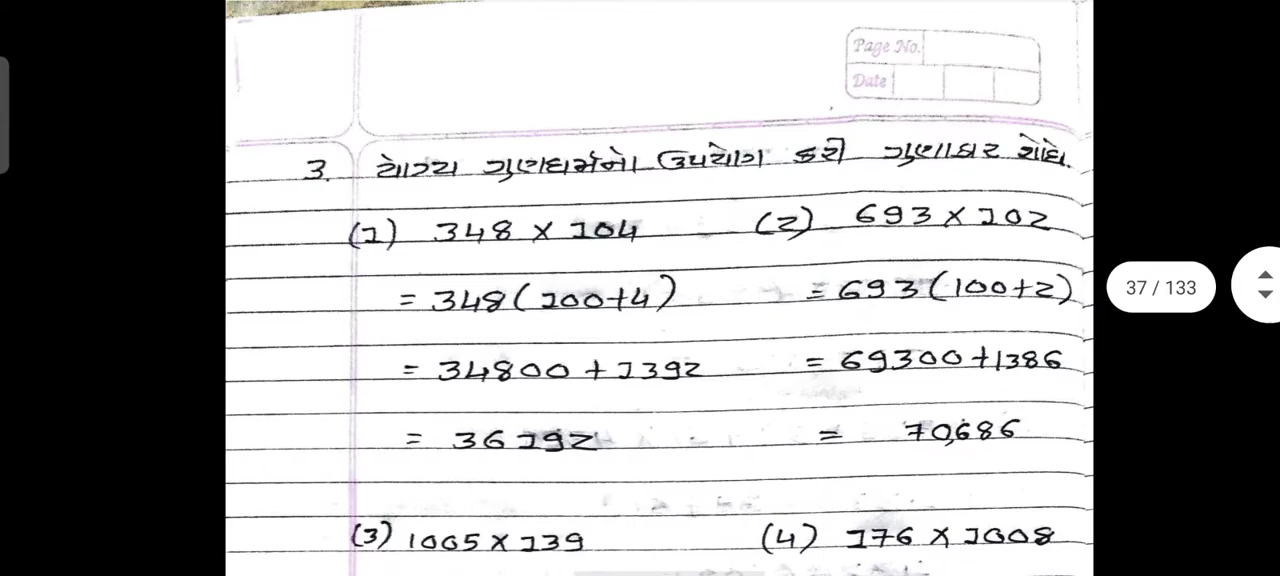 Page No.
Date
3. યોગ્ય ગુણધર્મનો ઉપયોગ કરી ગુણાકાર શોધો.
(1) 348 × 104 (2) 693 × 102
= 348 (100+4) = 693 (100+2)
= 34800 + 1392 = 69300 + 1386
= 36192 = 70,686
(3) 1005 × 139 (4) 176 × 1008
37 / 133